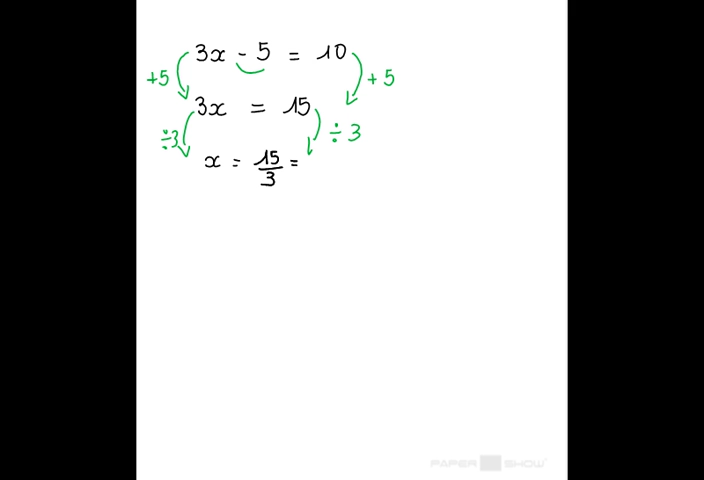 3x - 5 = 10
+5 +5
3x = 15
÷3 ÷3
x = 15/3 =
PAPER SHOW